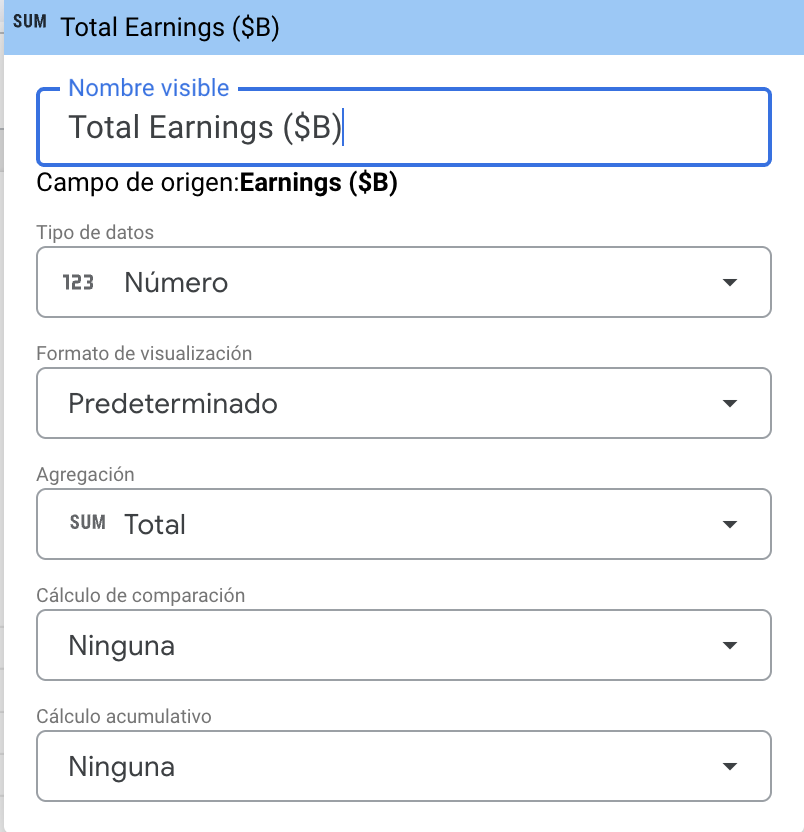 SUM Total Earnings ($B)
Nombre visible
Total Earnings ($B)
Campo de origen:Earnings ($B)
Tipo de datos
123 Número
Formato de visualización
Predeterminado
Agregación
SUM Total
Cálculo de comparación
Ninguna
Cálculo acumulativo
Ninguna